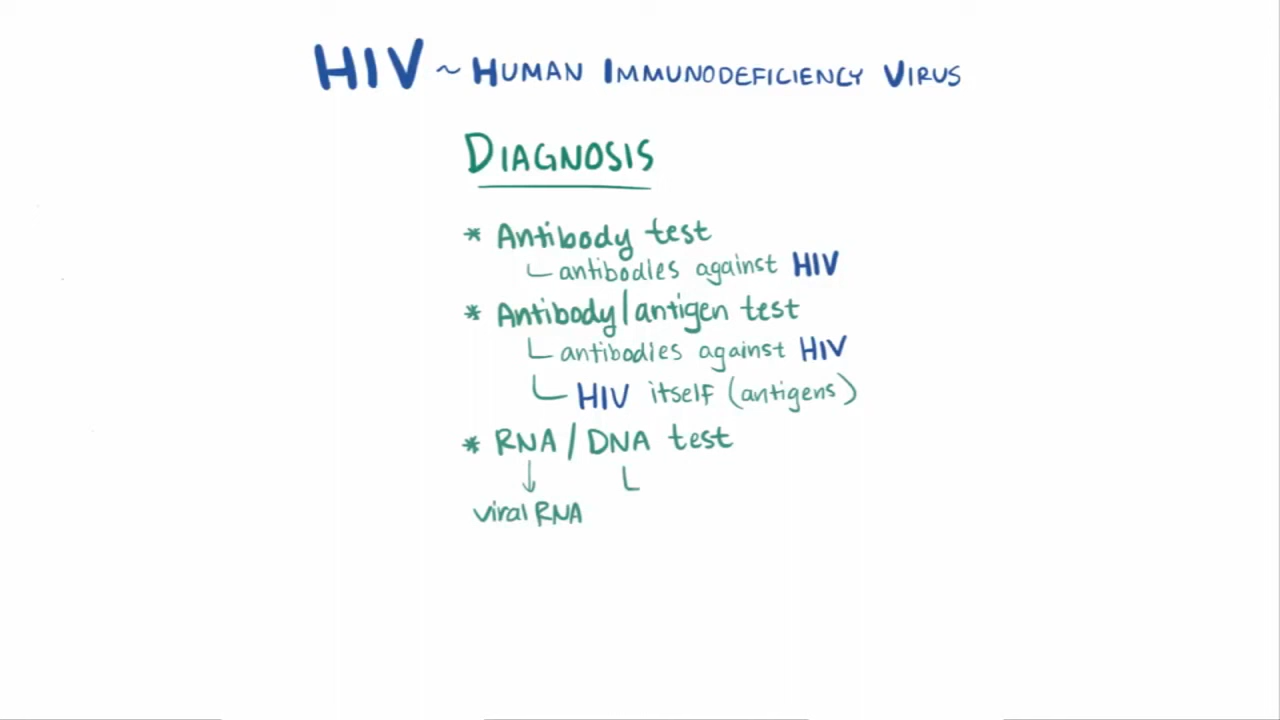 HIV ~ HUMAN IMMUNODEFICIENCY VIRUS
DIAGNOSIS
* Antibody test
antibodies against HIV
* Antibody/antigen test
antibodies against HIV
HIV itself (antigens)
* RNA / DNA test
viral RNA